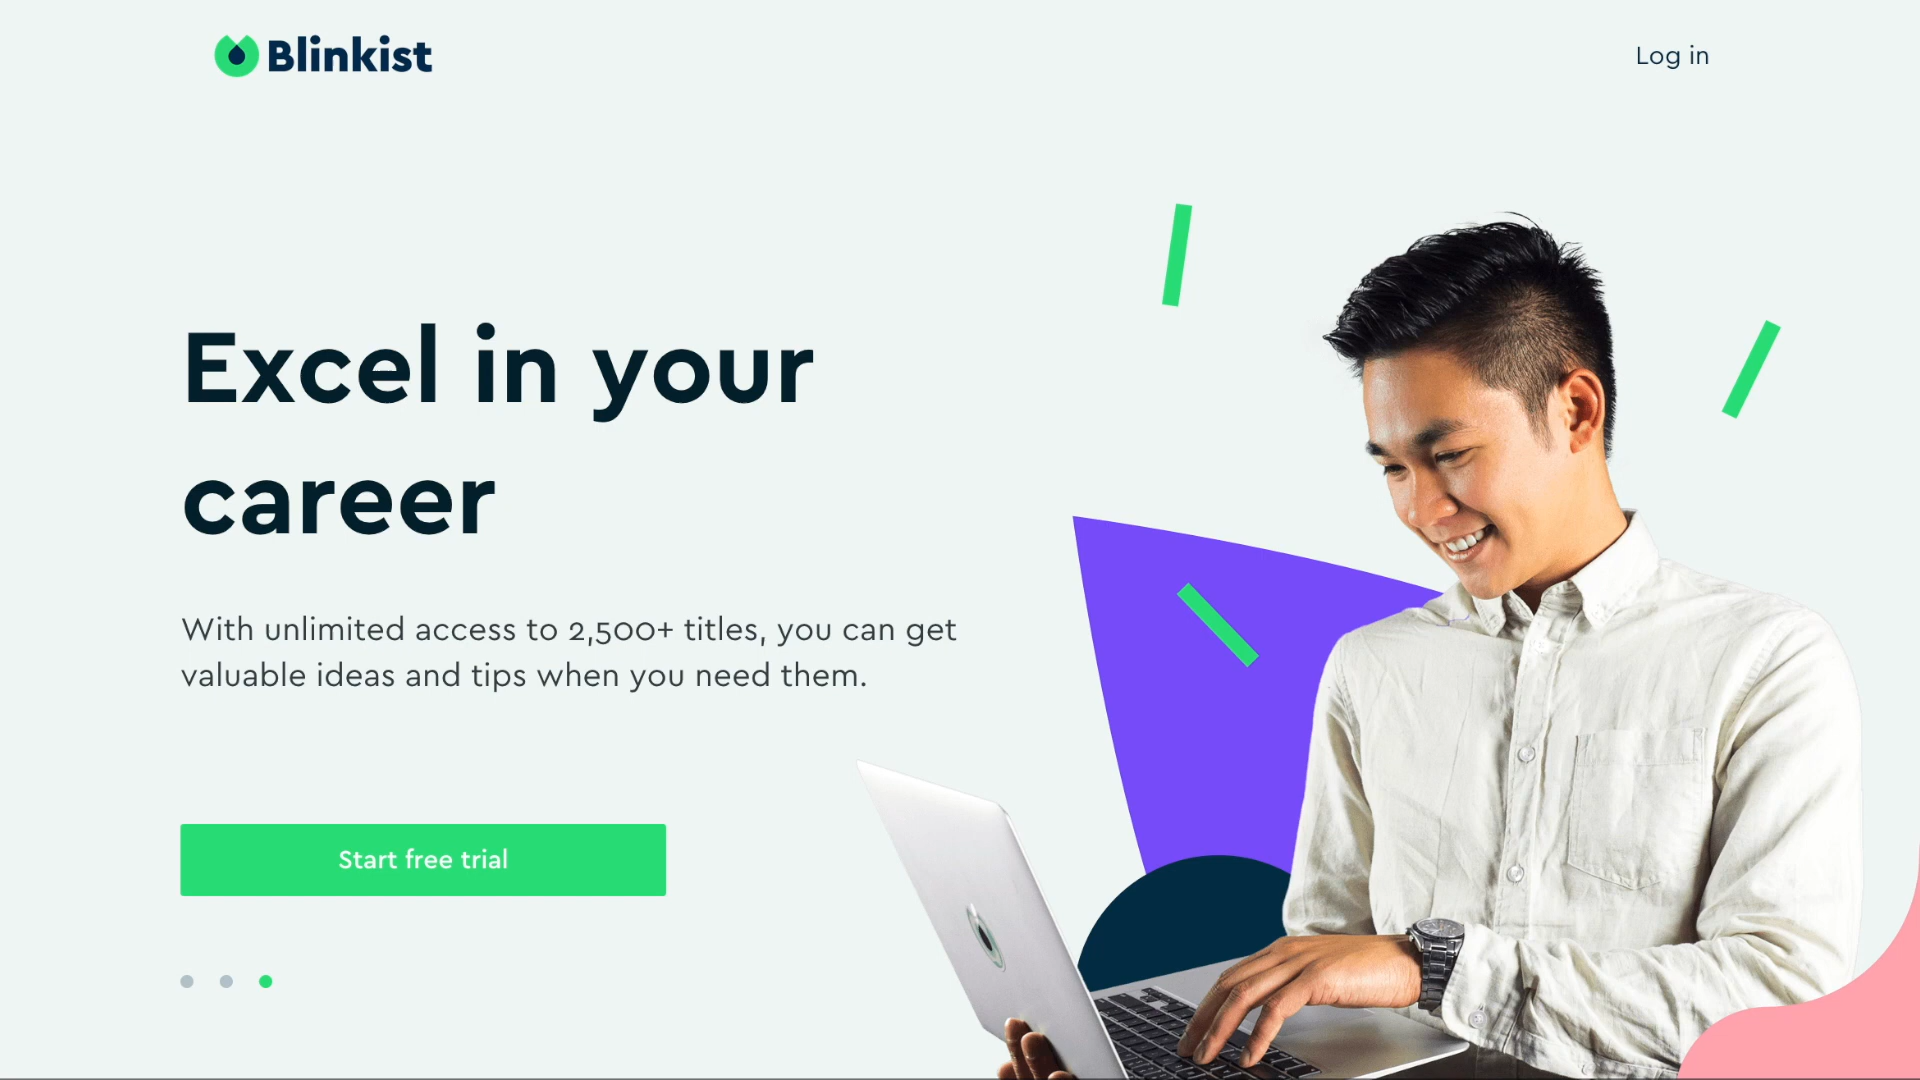 Blinkist
Log in
Excel in your
career
With unlimited access to 2,500+ titles, you can get
valuable ideas and tips when you need them.
Start free trial